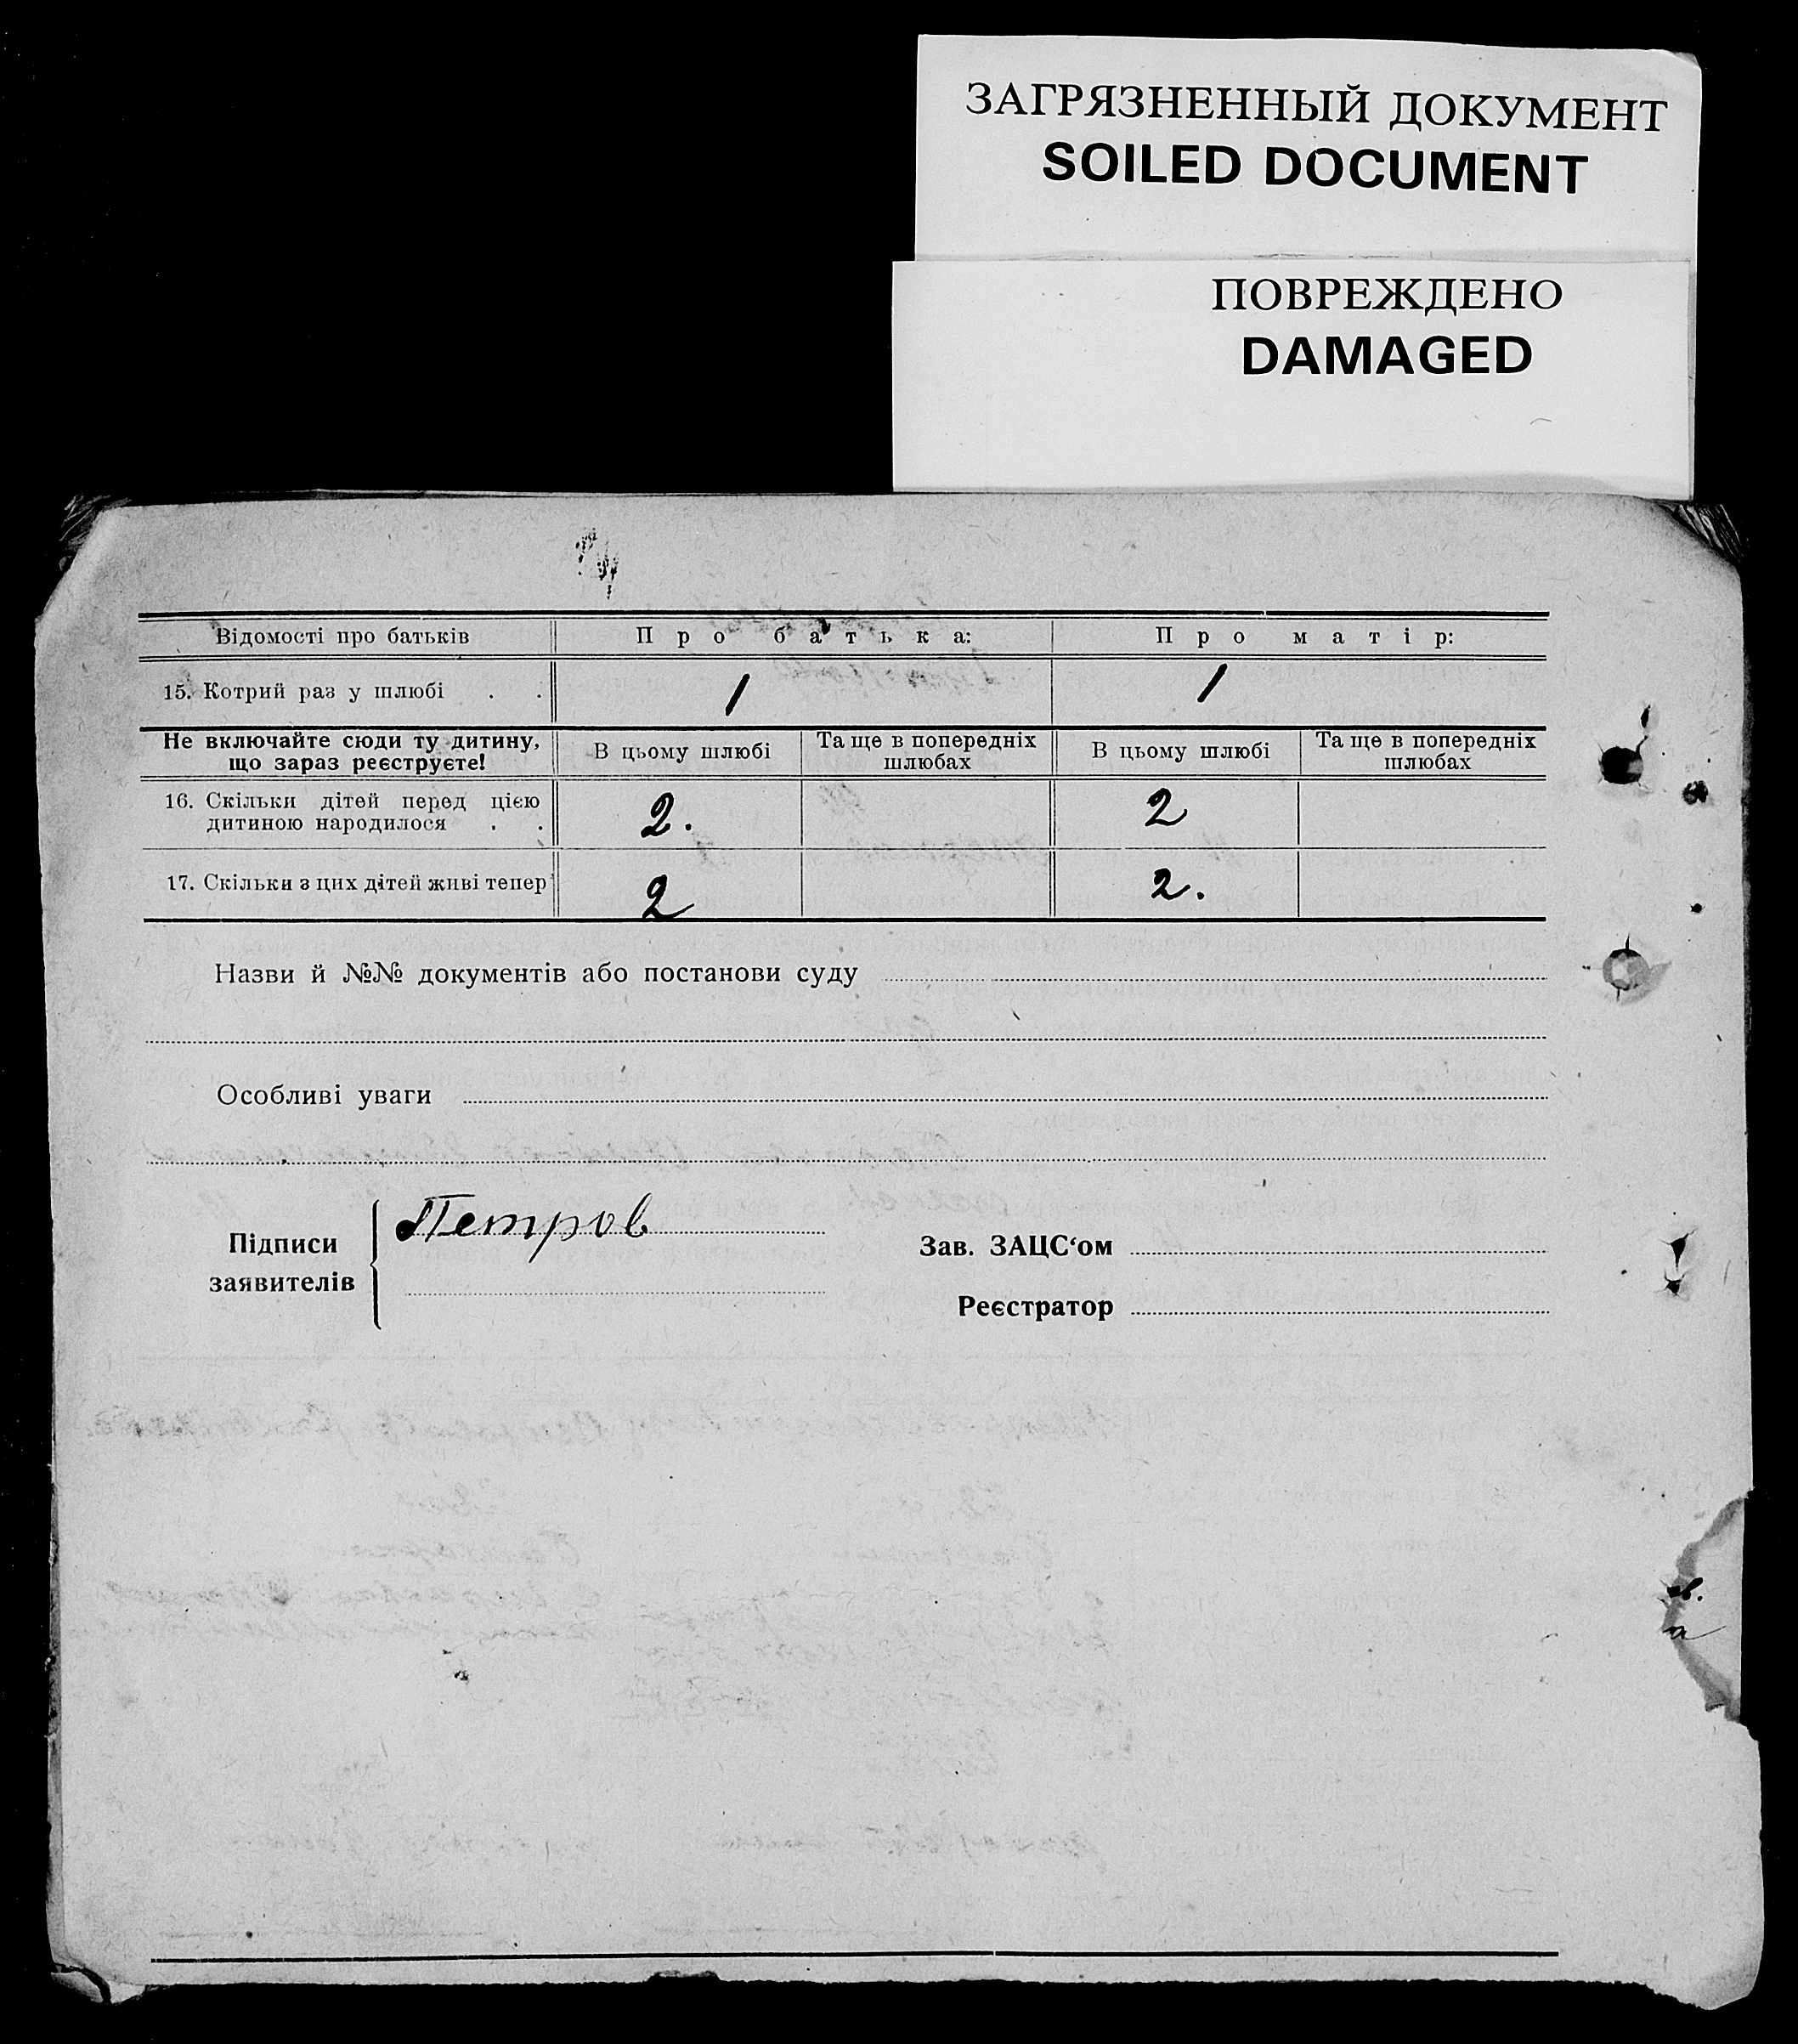 ЗАГРЯЗНЕННЫЙ ДОКУМЕНТ
SOILED DOCUMENT
ПОВРЕЖДЕНО
DAMAGED
Відомості про батьків Про батька: Про матір:
15. Котрий раз у шлюбі . . 1 1
Не включайте сюди ту дитину, що зараз реєструєте! В цьому шлюбі Та ще в попередніх шлюбах В цьому шлюбі Та ще в попередніх шлюбах
16. Скільки дітей перед цією
дитиною народилося . . 2. 2
17. Скільки з цих дітей живі тепер 2 2.
Назви й №№ документів або постанови суду
Особливі уваги
Підписи заявителів Петров
Зав. ЗАЦС‘ом
Реєстратор